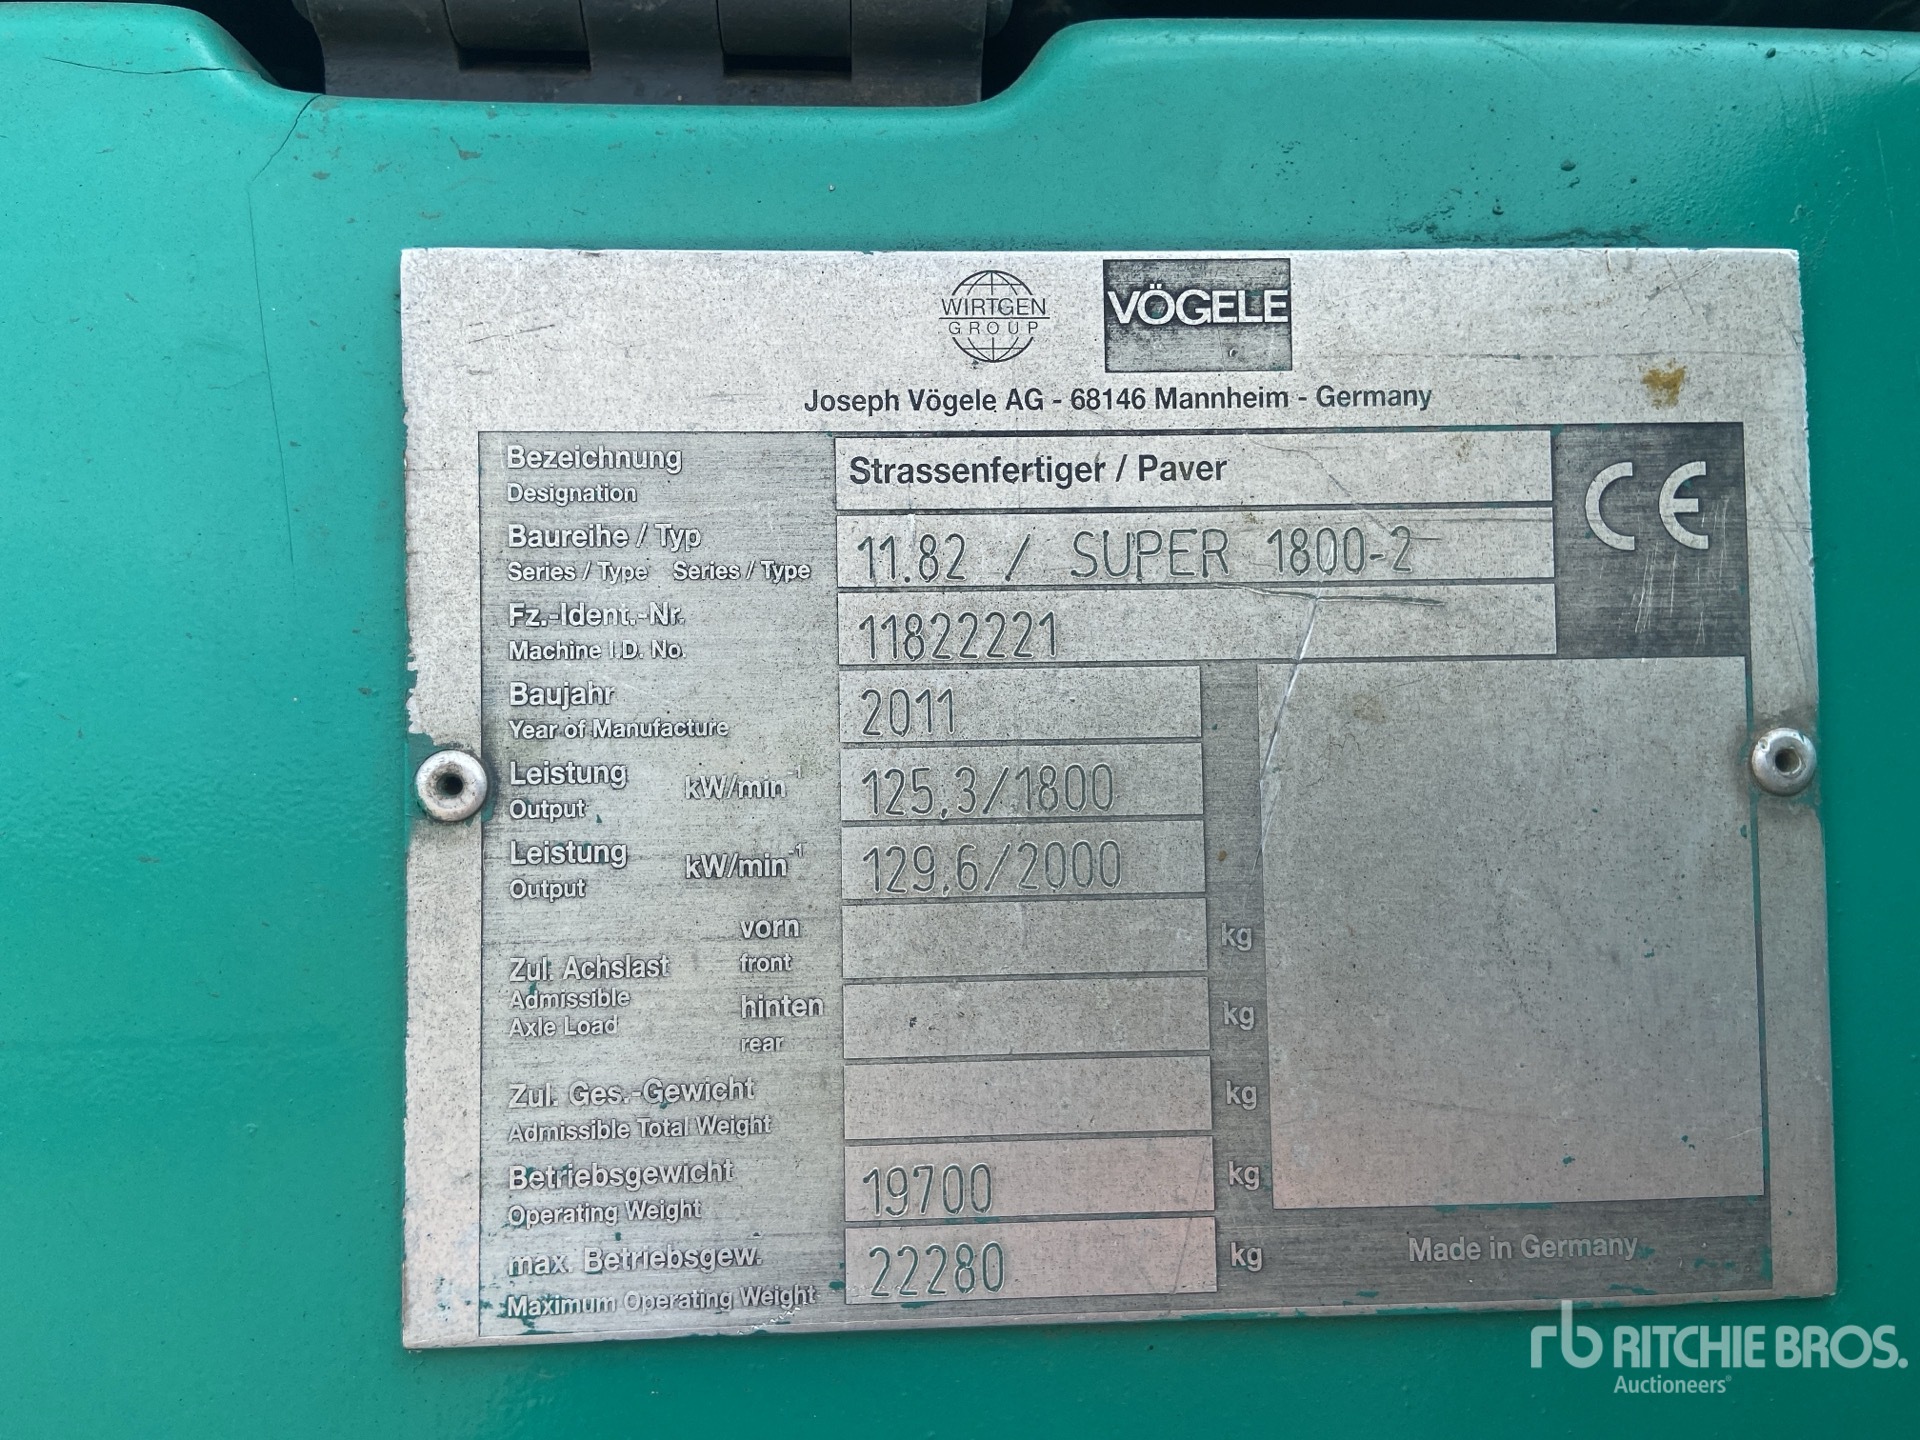 WIRTGEN
GROUP
VÖGELE
Joseph Vögele AG - 68146 Mannheim - Germany
Bezeichnung
Designation
Strassenfertiger / Paver
CE
Baureihe / Typ
Series / Type Series / Type
11.82 / SUPER 1800-2
Fz.-Ident.-Nr.
Machine I.D. No.
11822221
Baujahr
Year of Manufacture
2011
Leistung kW/min-1
Output
125,3/1800
Leistung kW/min-1
Output
129,6/2000
Zul. Achslast
Admissible
Axle Load
vorn
front
kg
hinten
rear
kg
Zul. Ges.-Gewicht
Admissible Total Weight
kg
Betriebsgewicht
Operating Weight
19700 kg
max. Betriebsgew.
Maximum Operating Weight
22280 kg
Made in Germany
rb RITCHIE BROS.
Auctioneers